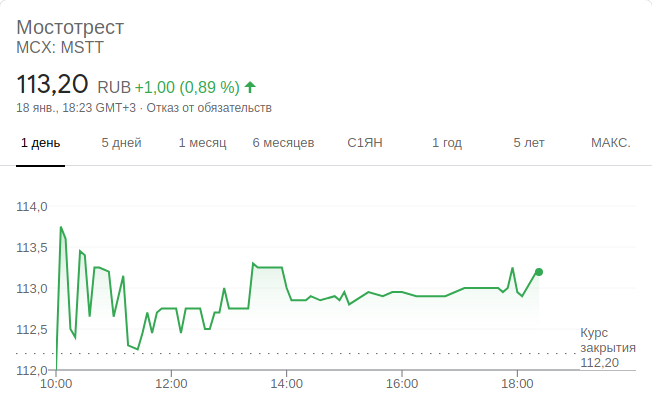 Мостотрест
MCX: MSTT
113,20 RUB +1,00 (0,89 %)
18 янв., 18:23 GMT+3 · Отказ от обязательств
1 день 5 дней 1 месяц 6 месяцев С1ЯН 1 год 5 лет МАКС.
114,0
113,5
113,0
112,5
Курс
закрытия
112,20
112,0
10:00 12:00 14:00 16:00 18:00